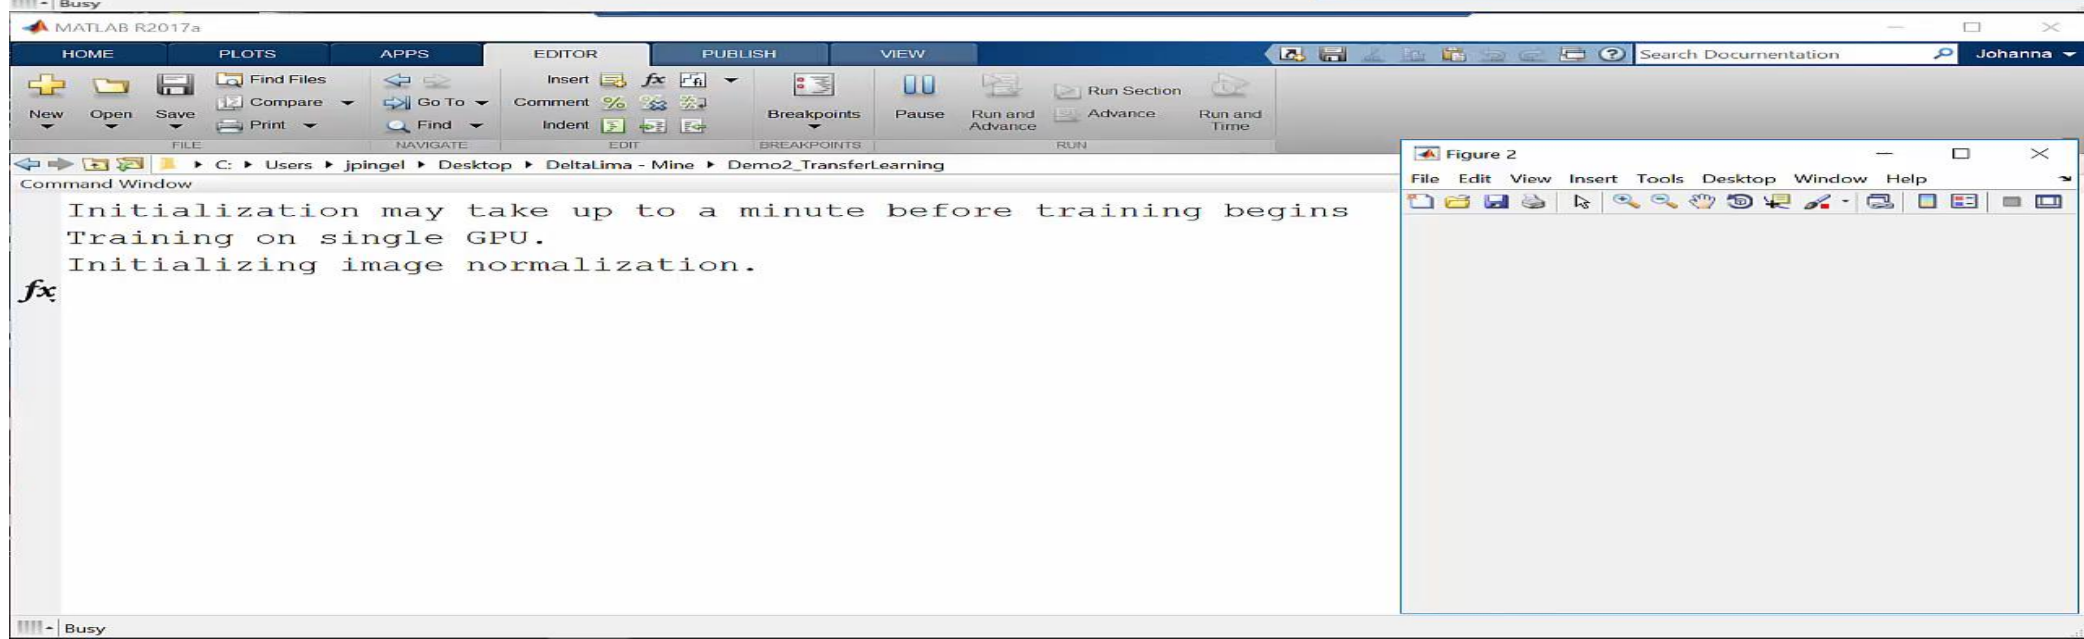 Busy
MATLAB R2017a
HOME PLOTS APPS EDITOR PUBLISH VIEW Search Documentation Johanna
Find Files Insert fx
New Open Save Compare Go To Comment Breakpoints Pause Run and Advance Run Section Run and Time
Print Find Indent Advance
FILE NAVIGATE EDIT BREAKPOINTS RUN
C: Users jpingel Desktop DeltaLima - Mine Demo2_TransferLearning
Command Window
Initialization may take up to a minute before training begins
Training on single GPU.
Initializing image normalization.
fx
Figure 2
File Edit View Insert Tools Desktop Window Help
Busy